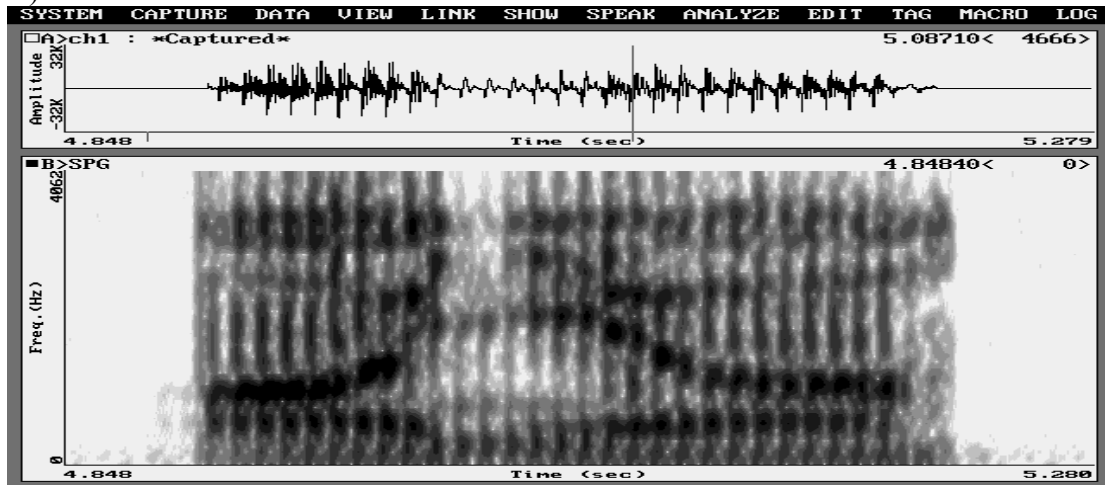 SYSTEM CAPTURE DATA VIEW LINK SHOW SPEAK ANALYZE EDIT TAG MACRO LOG
A>ch1 : *Captured* 5.08710< 4666>
Amplitude
-32K 32K
4.848 Time (sec) 5.279
B>SPG 4.84840< 0>
Freq.(Hz)
0 4062
4.848 Time (sec) 5.280